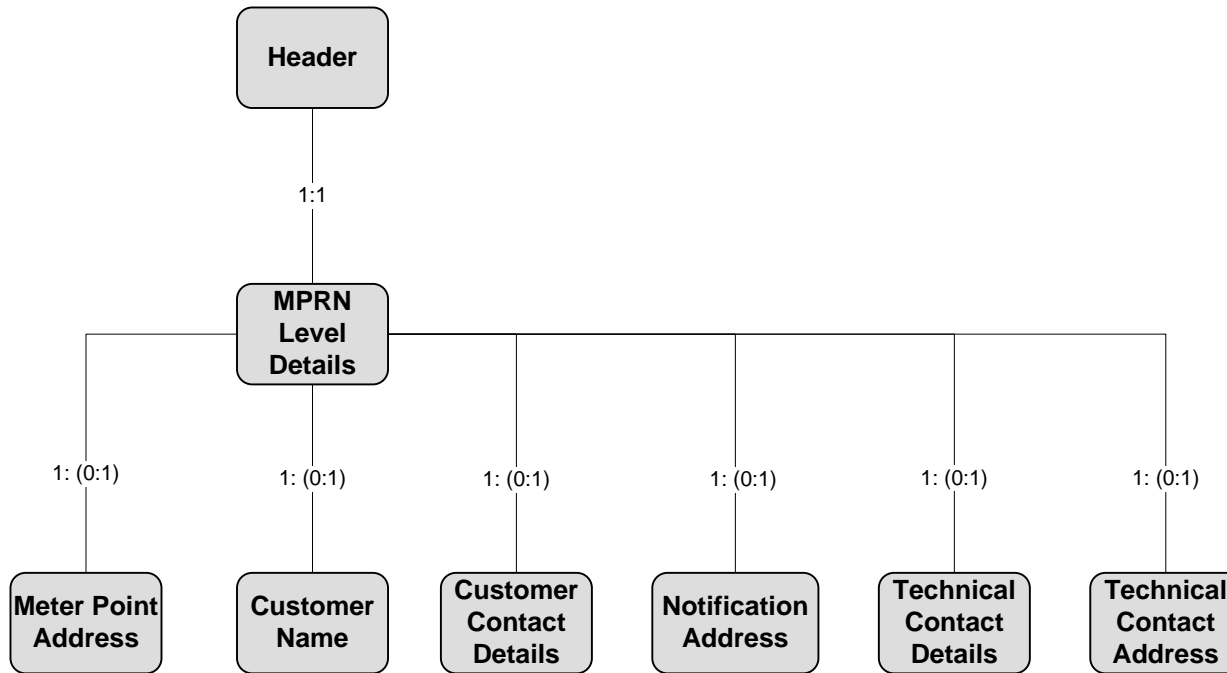 Header
1:1
MPRN
Level
Details
1: (0:1)
1: (0:1)
1: (0:1)
1: (0:1)
1: (0:1)
1: (0:1)
Meter Point
Address
Customer
Name
Customer
Contact
Details
Notification
Address
Technical
Contact
Details
Technical
Contact
Address